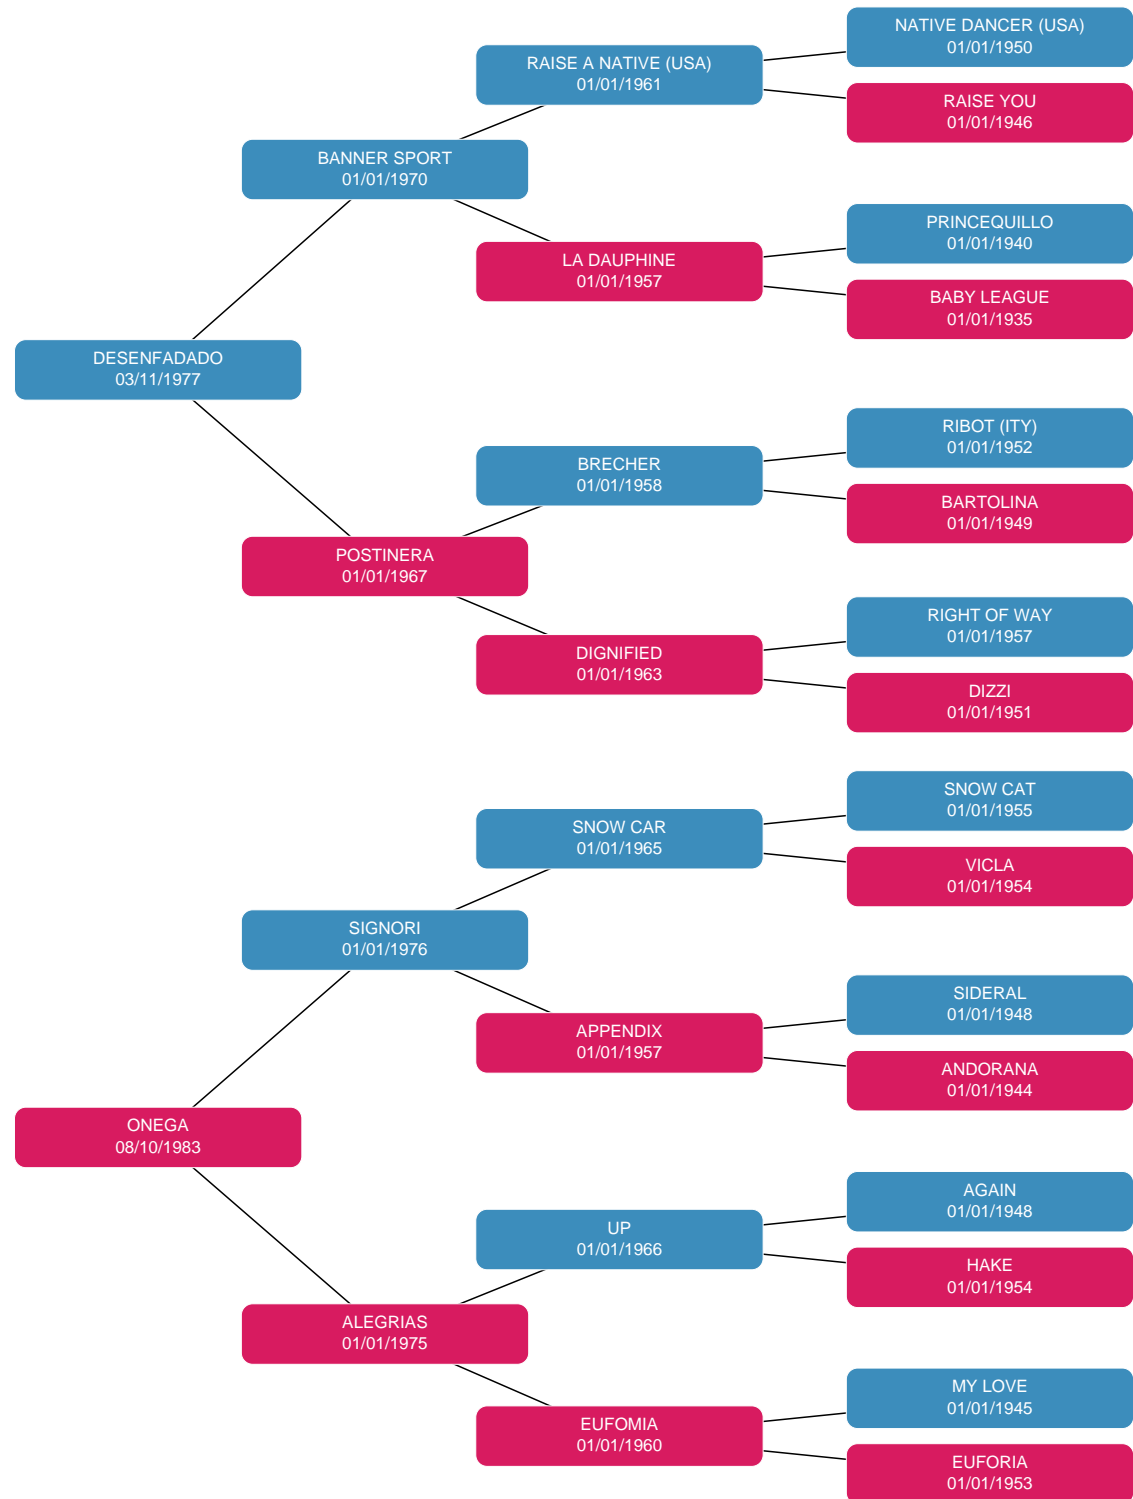 NATIVE DANCER (USA)
01/01/1950
RAISE A NATIVE (USA)
01/01/1961
RAISE YOU
01/01/1946
BANNER SPORT
01/01/1970
PRINCEQUILLO
01/01/1940
LA DAUPHINE
01/01/1957
BABY LEAGUE
01/01/1935
DESENFADADO
03/11/1977
RIBOT (ITY)
01/01/1952
BRECHER
01/01/1958
BARTOLINA
01/01/1949
POSTINERA
01/01/1967
RIGHT OF WAY
01/01/1957
DIGNIFIED
01/01/1963
DIZZI
01/01/1951
SNOW CAT
01/01/1955
SNOW CAR
01/01/1965
VICLA
01/01/1954
SIGNORI
01/01/1976
SIDERAL
01/01/1948
APPENDIX
01/01/1957
ANDORANA
01/01/1944
ONEGA
08/10/1983
AGAIN
01/01/1948
UP
01/01/1966
HAKE
01/01/1954
ALEGRIAS
01/01/1975
MY LOVE
01/01/1945
EUFOMIA
01/01/1960
EUFORIA
01/01/1953